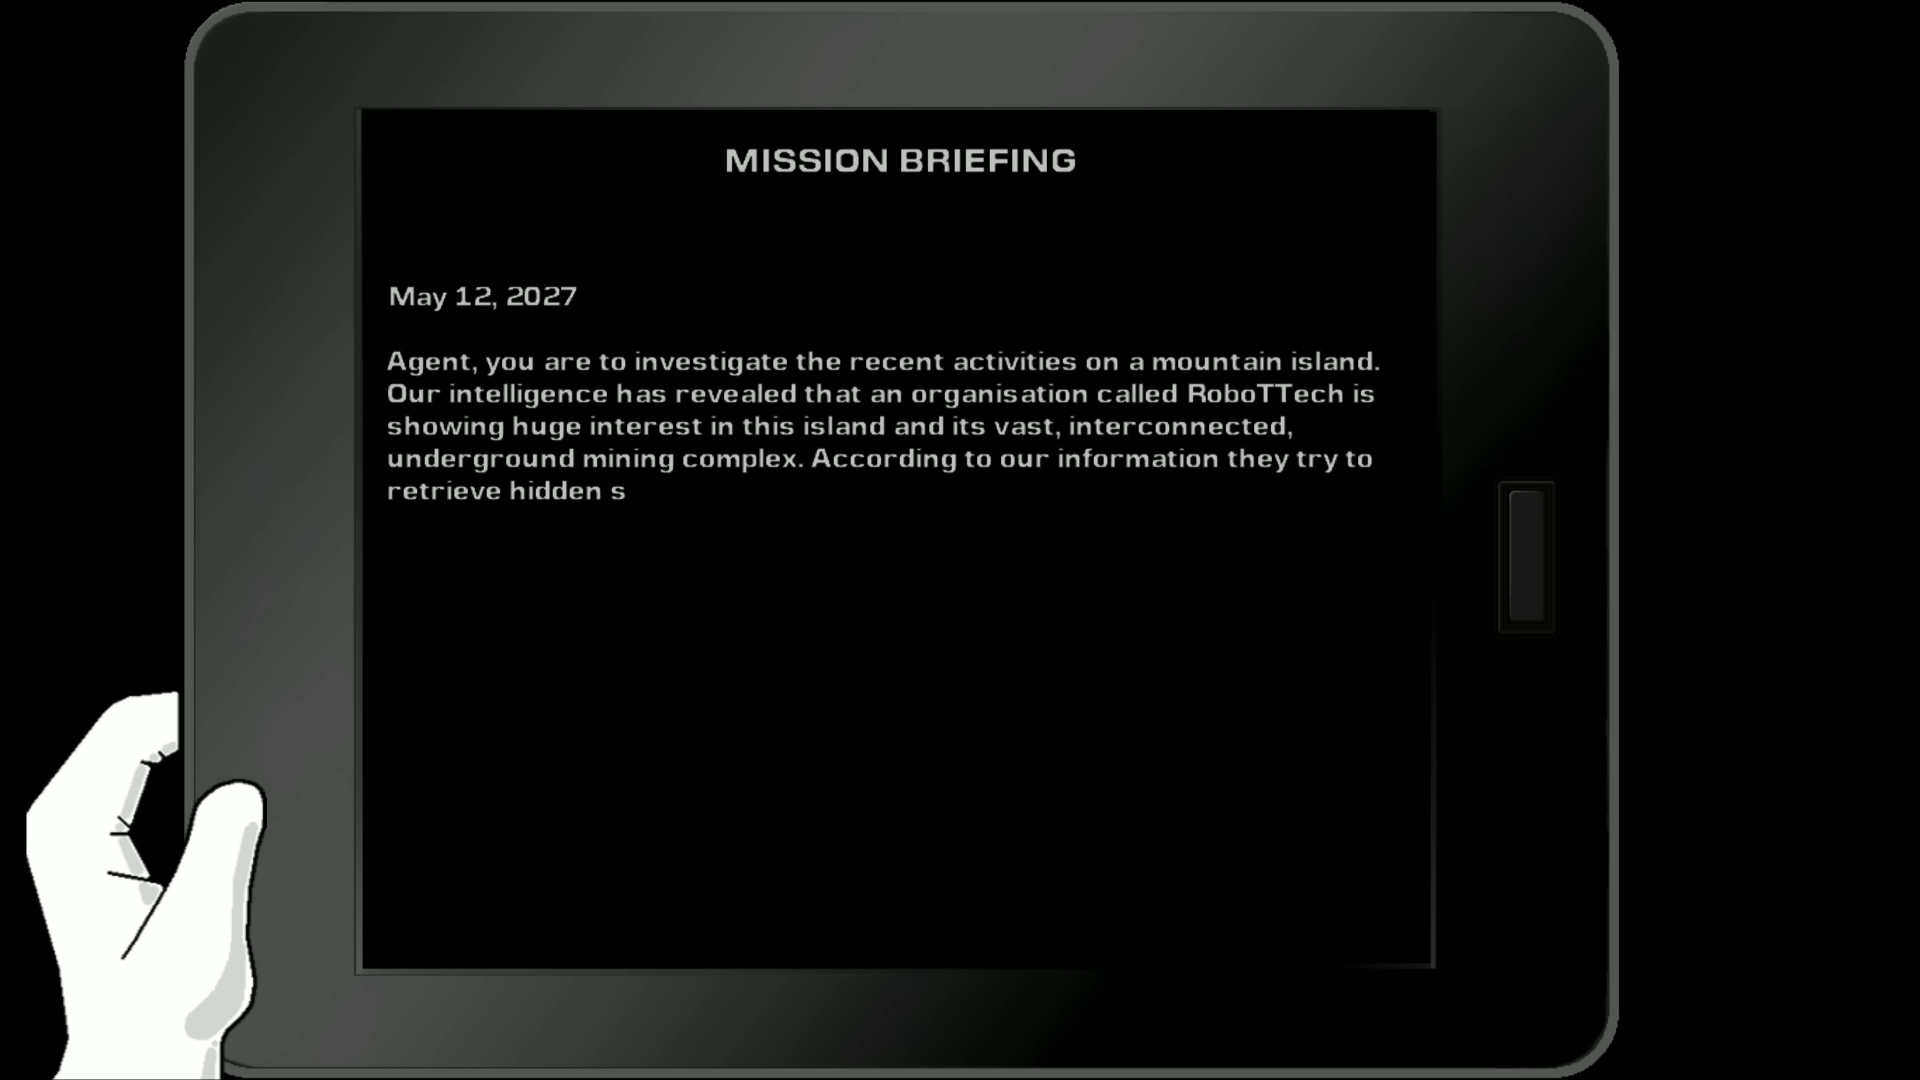 MISSION BRIEFING
May 12, 2027
Agent, you are to investigate the recent activities on a mountain island.
Our intelligence has revealed that an organisation called RoboTTech is
showing huge interest in this island and its vast, interconnected,
underground mining complex. According to our information they try to
retrieve hidden s